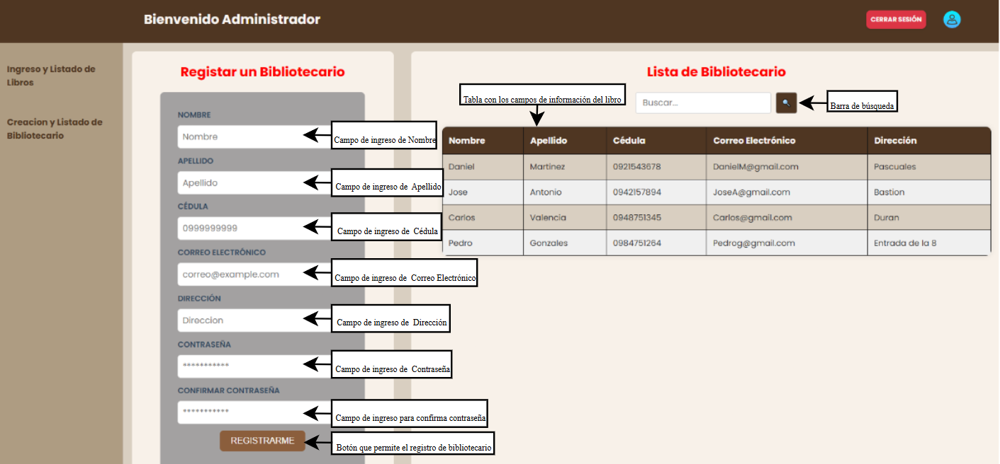 Bienvenido Administrador
CERRAR SESIÓN
Ingreso y Listado de
Libros
Creacion y Listado de
Bibliotecario
Registar un Bibliotecario
NOMBRE
Nombre
Campo de ingreso de Nombre
APELLIDO
Apellido
Campo de ingreso de Apellido
CÉDULA
0999999999
Campo de ingreso de Cédula
CORREO ELECTRÓNICO
correo@example.com
Campo de ingreso de Correo Electrónico
DIRECCIÓN
Direccion
Campo de ingreso de Dirección
CONTRASEÑA
***********
Campo de ingreso de Contraseña
CONFIRMAR CONTRASEÑA
***********
Campo de ingreso para confirma contraseña
REGISTRARME
Botón que permite el registro de bibliotecario
Lista de Bibliotecario
Tabla con los campos de información del libro
Buscar...
Barra de búsqueda
Nombre Apellido Cédula Correo Electrónico Dirección
Daniel Martinez 0921543678 DanielM@gmail.com Pascuales
Jose Antonio 0942157894 JoseA@gmail.com Bastion
Carlos Valencia 0948751345 Carlos@gmail.com Duran
Pedro Gonzales 0984751264 Pedrog@gmail.com Entrada de la 8